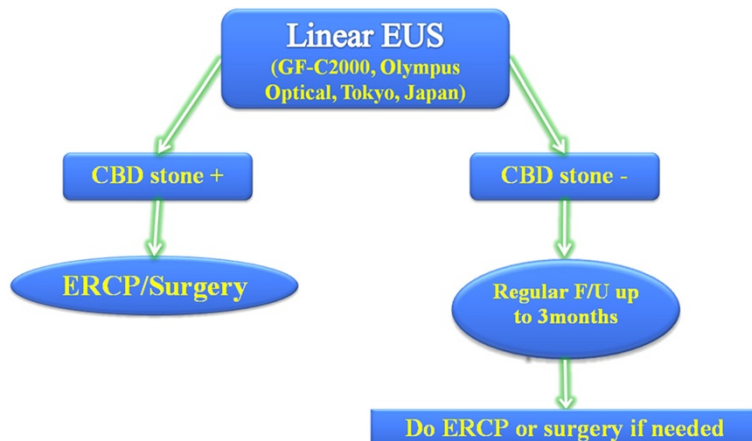 Linear EUS
(GF-C2000, Olympus
Optical, Tokyo, Japan)
CBD stone +
CBD stone -
ERCP/Surgery
Regular F/U up
to 3months
Do ERCP or surgery if needed